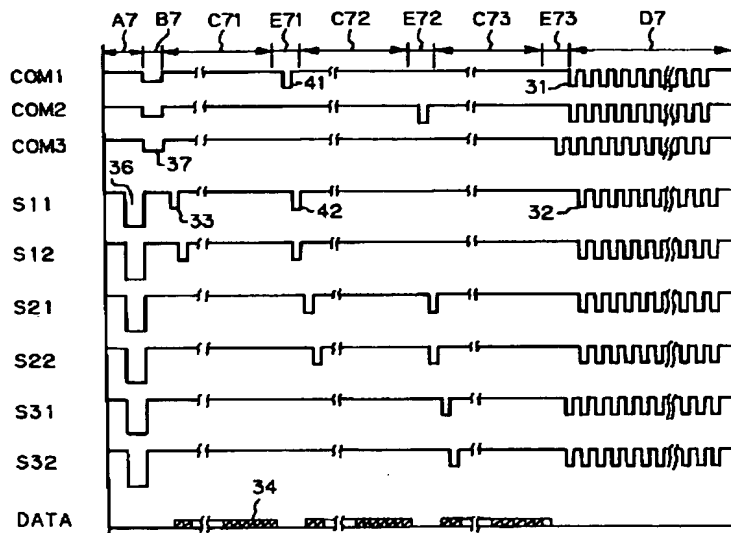 A7 B7 C71 E71 C72 E72 C73 E73 D7
COM1 41 31
COM2
COM3
36 37
S11 33 42 32
S12
S21
S22
S31
S32
34
DATA